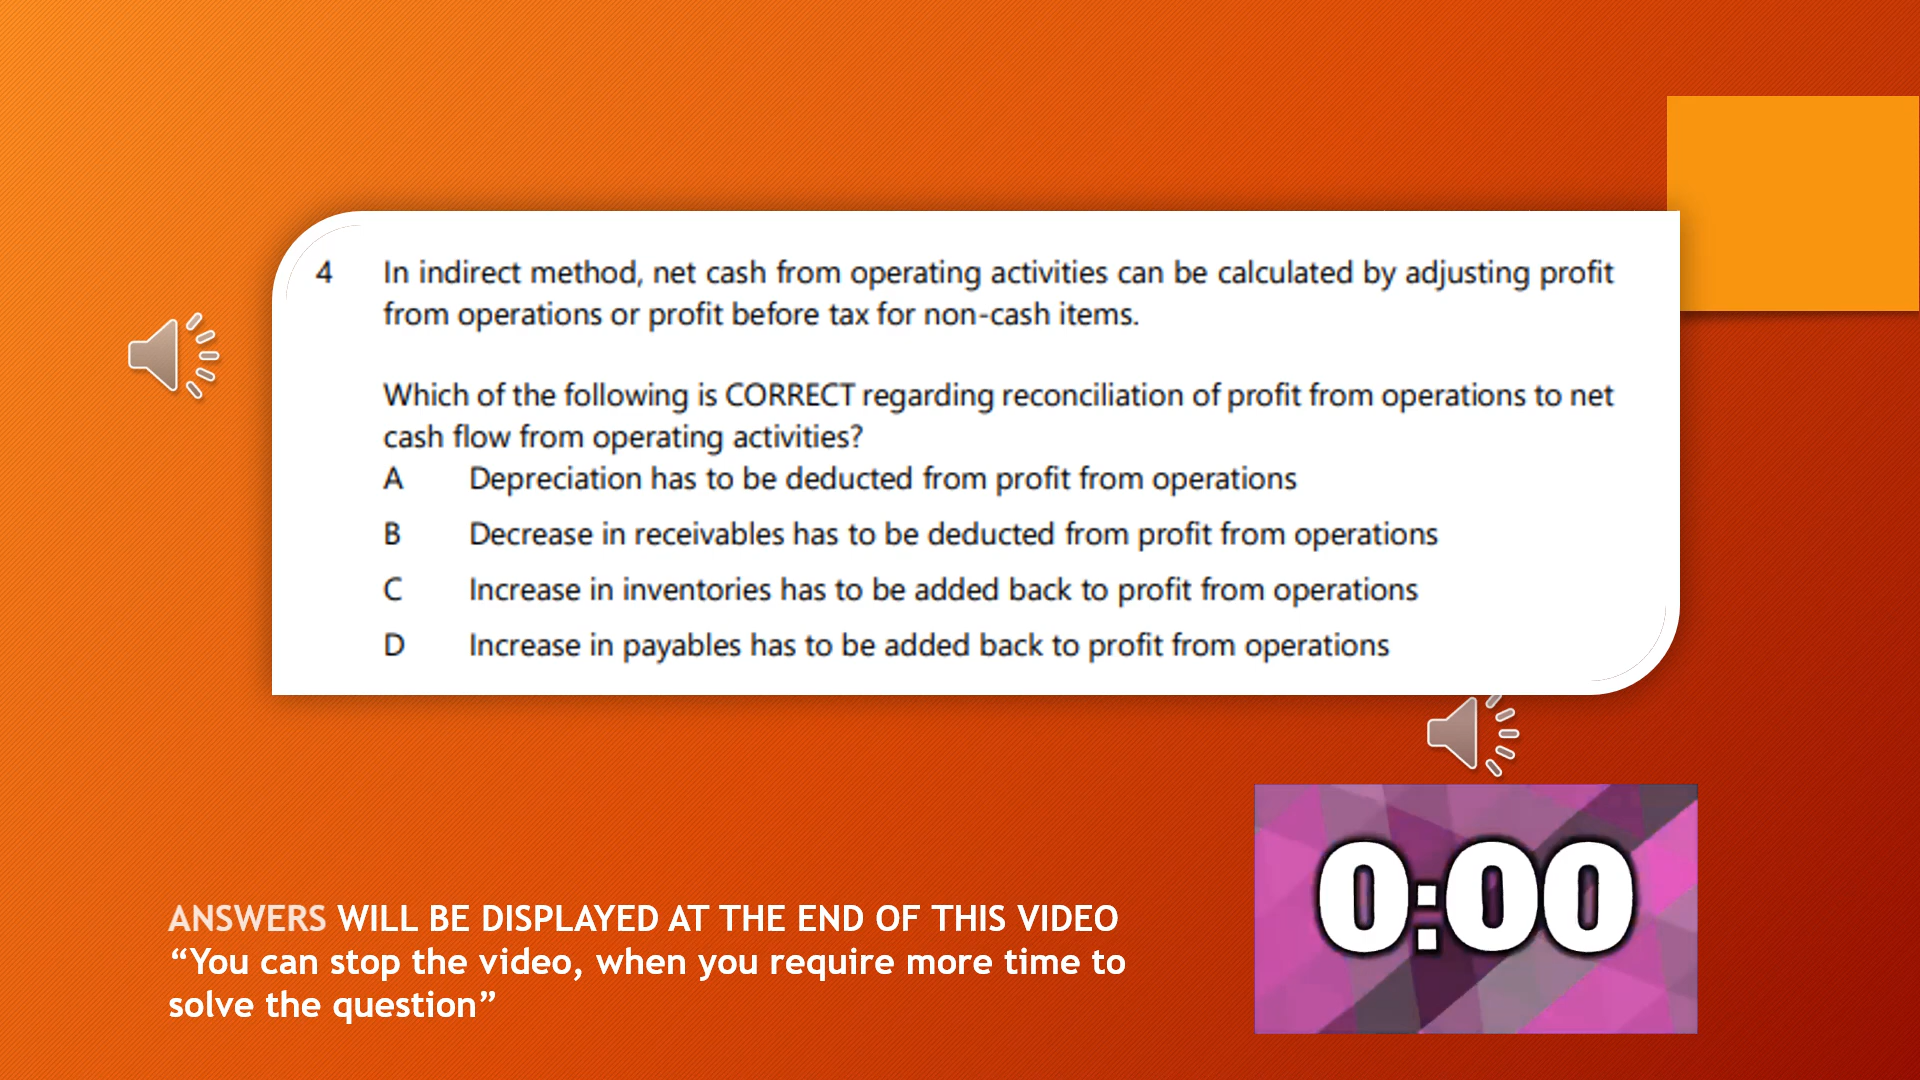 4 In indirect method, net cash from operating activities can be calculated by adjusting profit
from operations or profit before tax for non-cash items.
Which of the following is CORRECT regarding reconciliation of profit from operations to net
cash flow from operating activities?
A Depreciation has to be deducted from profit from operations
B Decrease in receivables has to be deducted from profit from operations
C Increase in inventories has to be added back to profit from operations
D Increase in payables has to be added back to profit from operations
0:00
ANSWERS WILL BE DISPLAYED AT THE END OF THIS VIDEO
“You can stop the video, when you require more time to
solve the question”